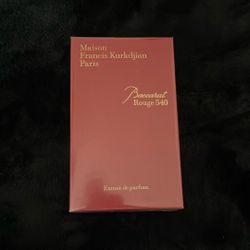 Maison
Francis Kurkdjian
Paris
Baccarat
Rouge 540
Extrait de parfum